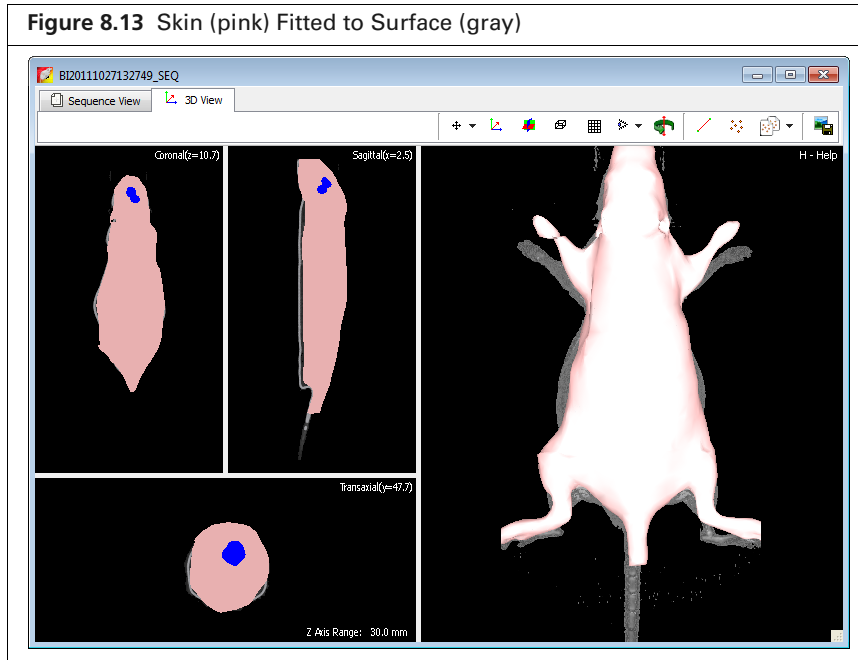 Figure 8.13 Skin (pink) Fitted to Surface (gray)
BI20111027132749_SEQ
Sequence View
3D View
Coronal(z=10.7)
Sagittal(x=2.5)
H - Help
Transaxial(y=47.7)
Z Axis Range: 30.0 mm